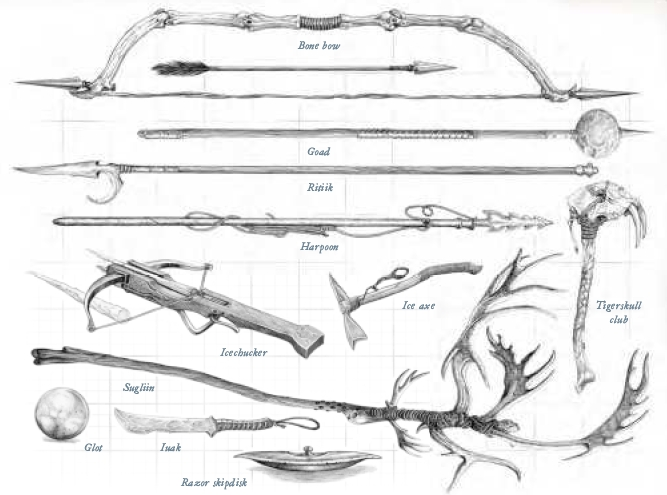 Bone bow
Goad
Ritiik
Harpoon
Ice axe
Tigerskull
club
Icechucker
Sugliin
Glot
Iuak
Razor skipdisk